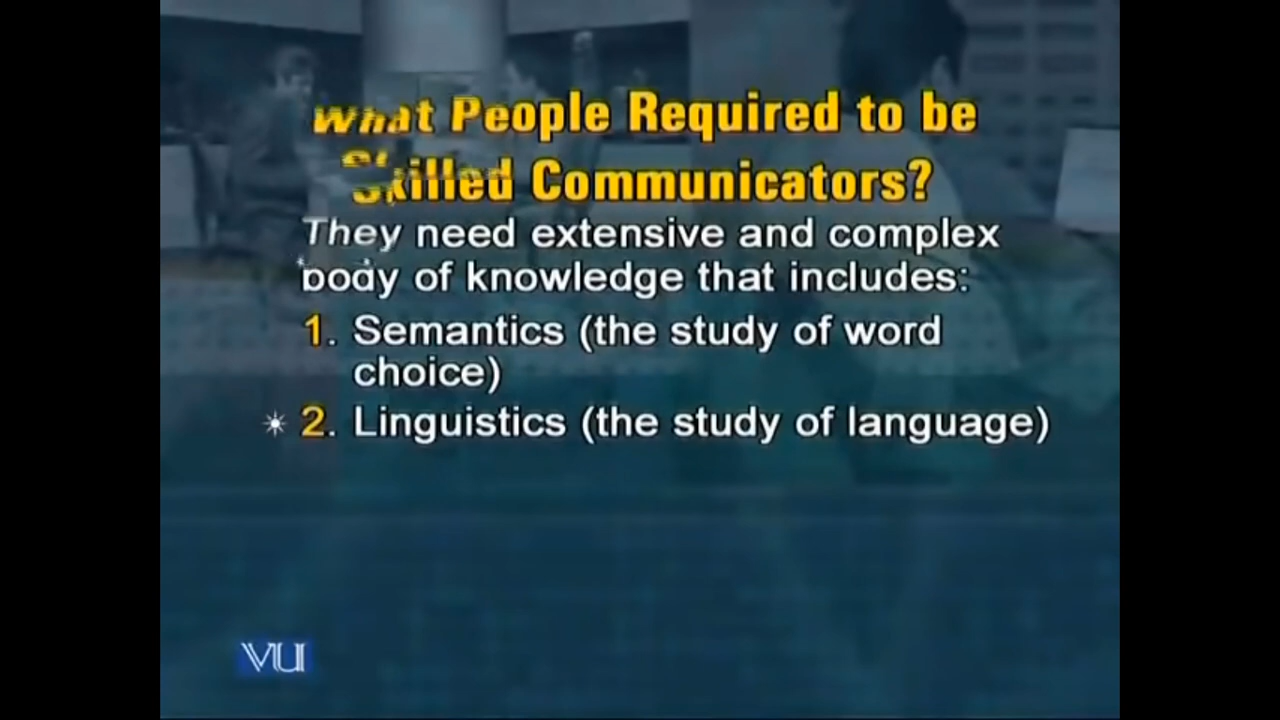 What People Required to be
Skilled Communicators?
They need extensive and complex
body of knowledge that includes:
1. Semantics (the study of word
choice)
2. Linguistics (the study of language)
VU